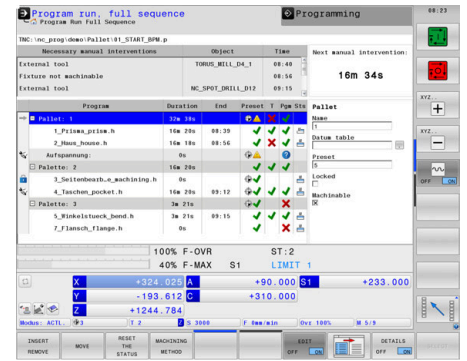 Program run, full sequence
Programming
08:23
Program Run Full Sequence
TNC:\nc_prog\demo\Pallet\01_START_BPM.p
Necessary manual interventions Object Time
Next manual intervention:
External tool TORUS_MILL_D4_1 08:40
Fixture not machinable 08:56
16m 34s
External tool NC_SPOT_DRILL_D12 09:15
Program Duration End Preset T Pgm Sts
Pallet
Pallet: 1 32m 38s
Name
1
1_Prisma_prism.h 16m 20s 08:39
2_Haus_house.h 16m 18s 08:56
Datum table
Aufspannung: 0s
Palette: 2 16m 20s
Preset
5
3_Seitenbearb…e_machining.h 0s
Locked
4_Taschen_pocket.h 16m 20s 09:12
Machinable
Palette: 3 3m 21s
5_Winkelstueck_bend.h 3m 21s 09:15
7_Flansch_flange.h 0s
XYZ..
XYZ..
OFF ON
100% F-OVR ST:2
40% F-MAX S1 LIMIT 1
X +324.025 A +90.000 S1 +233.000
Y -193.612 C +310.000
Z +1244.784
Modus: ACTL. 3 T 2 Z S 3000 F 0mm/min Ovr 100% M 5/9
INSERT
REMOVE
MOVE
RESET
THE
STATUS
MACHINING
METHOD
EDIT
OFF ON
DETAILS
OFF ON